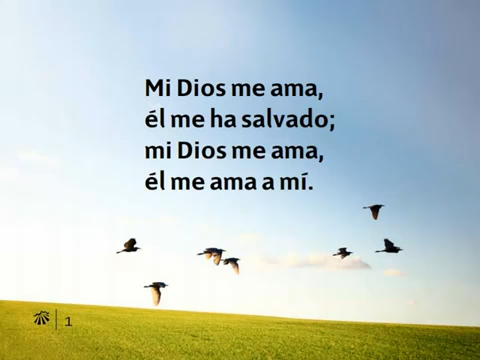 Mi Dios me ama,
él me ha salvado;
mi Dios me ama,
él me ama a mí.
1